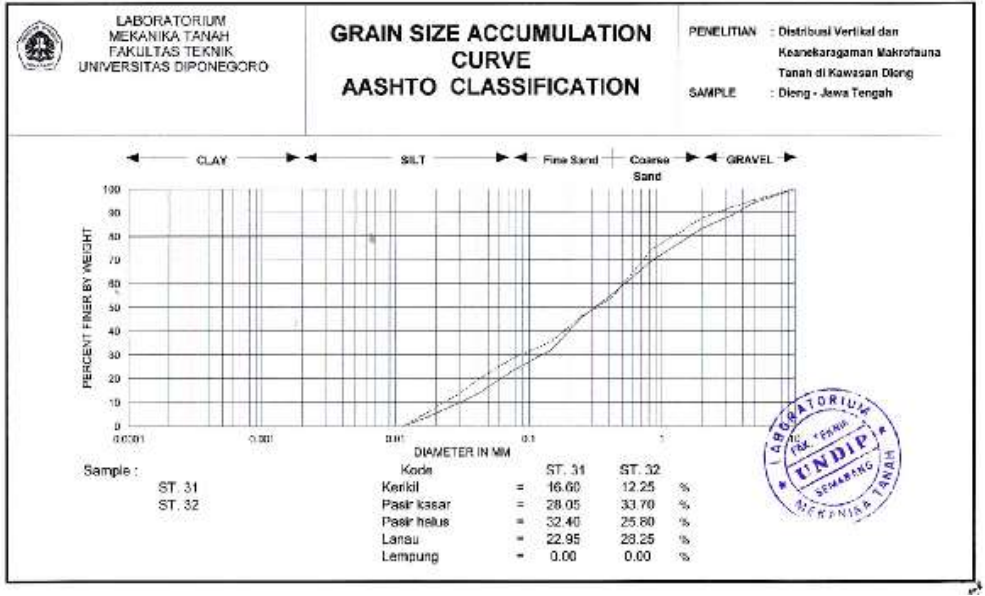 LABORATORIUM
MEKANIKA TANAH
FAKULTAS TEKNIK
UNIVERSITAS DIPONEGORO
GRAIN SIZE ACCUMULATION
CURVE
AASHTO CLASSIFICATION
PENELITIAN : Distribusi Vertikal dan
Keanekaragaman Makrofauna
Tanah di Kawasan Dieng
SAMPLE : Dieng - Jawa Tengah
CLAY SILT Fine Sand Coarse GRAVEL
Sand
PERCENT FINER BY WEIGHT
100
90
80
70
60
50
40
30
20
10
0
0.0001 0.001 0.01 0.1 1 10
DIAMETER IN MM
Sample : Kode ST. 31 ST. 32
ST. 31 Kerikil = 16.60 12.25 %
ST. 32 Pasir kasar = 28.05 33.70 %
Pasir halus = 32.40 25.80 %
Lanau = 22.95 28.25 %
Lempung = 0.00 0.00 %
LABORATORIUM
FAK. TEKNIK
UNDIP
SEMARANG
MEKANIKA TANAH